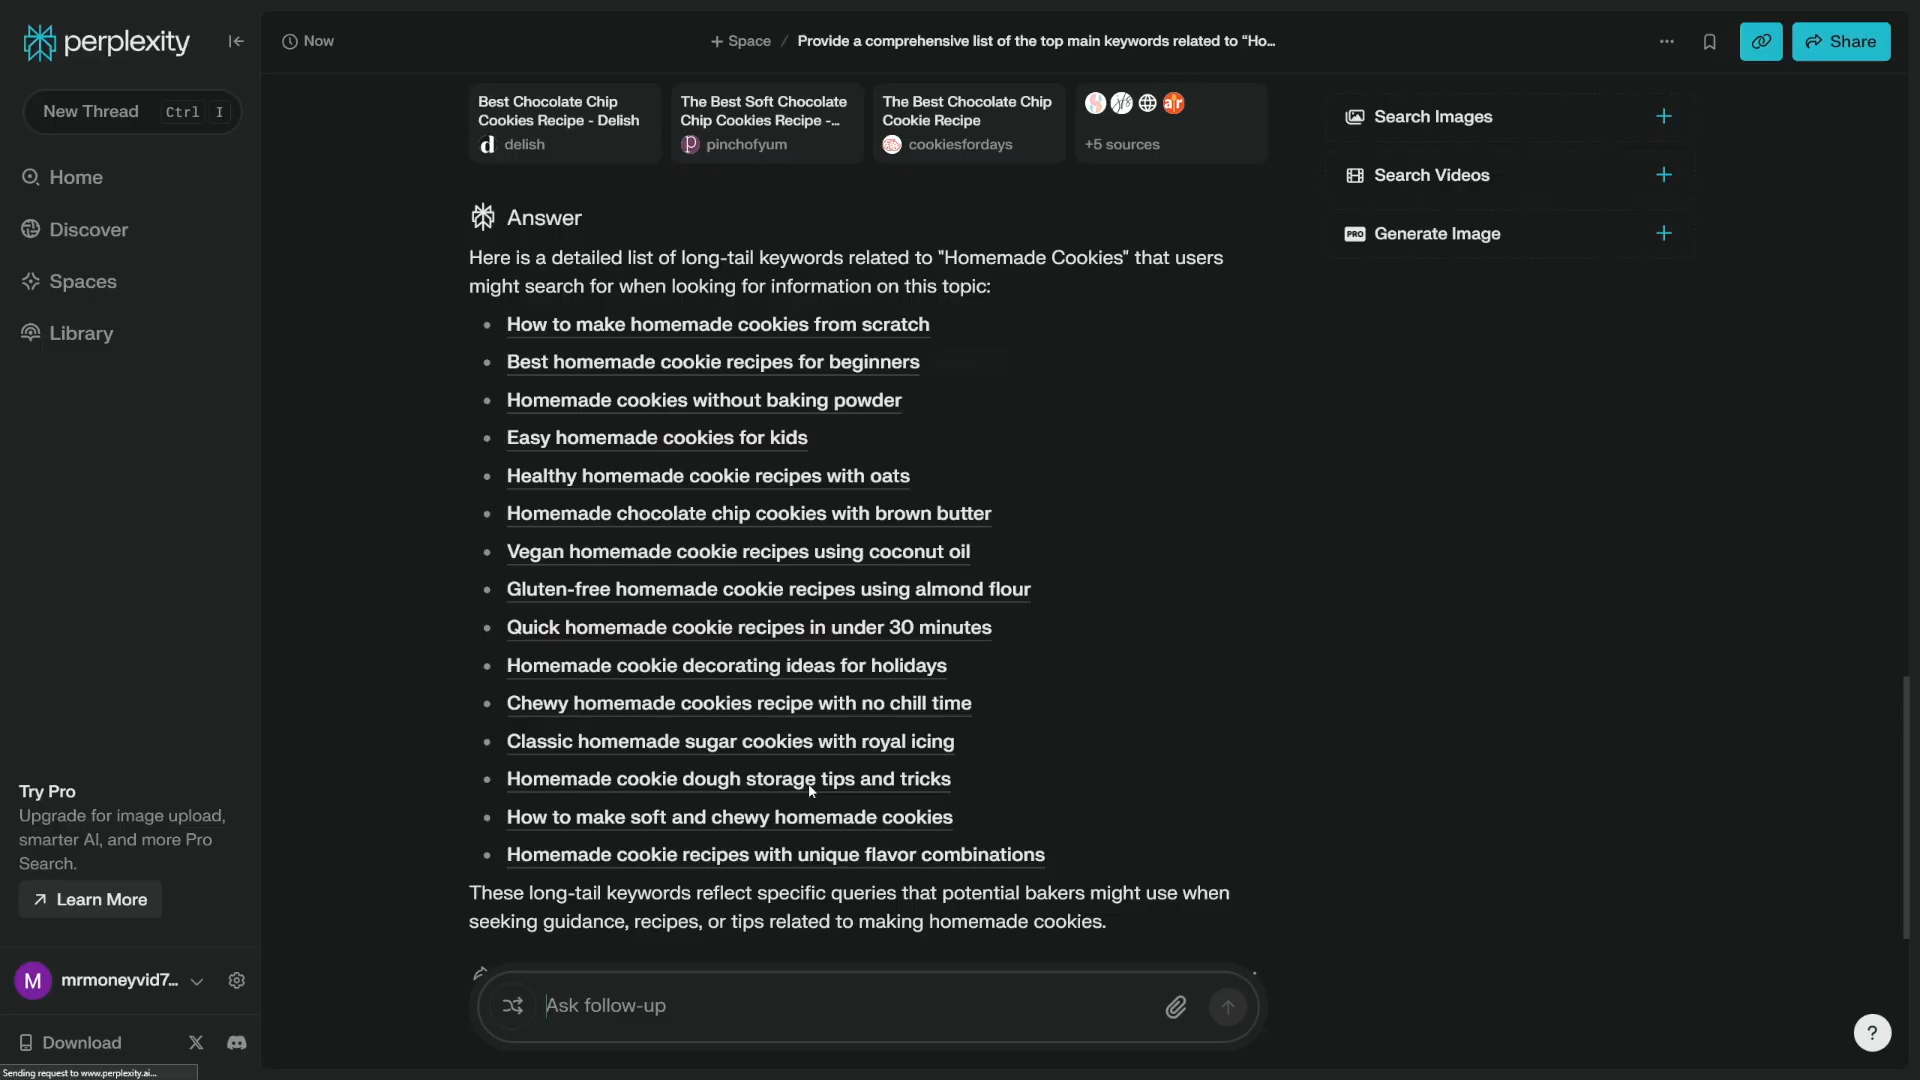 perplexity
Now
+ Space / Provide a comprehensive list of the top main keywords related to “Ho...
Share
New Thread Ctrl I
Home
Discover
Spaces
Library
Best Chocolate Chip
Cookies Recipe - Delish
delish
The Best Soft Chocolate
Chip Cookies Recipe -...
pinchofyum
The Best Chocolate Chip
Cookie Recipe
cookiesfordays
+5 sources
Search Images
Search Videos
PRO Generate Image
Answer
Here is a detailed list of long-tail keywords related to "Homemade Cookies" that users
might search for when looking for information on this topic:
• How to make homemade cookies from scratch
• Best homemade cookie recipes for beginners
• Homemade cookies without baking powder
• Easy homemade cookies for kids
• Healthy homemade cookie recipes with oats
• Homemade chocolate chip cookies with brown butter
• Vegan homemade cookie recipes using coconut oil
• Gluten-free homemade cookie recipes using almond flour
• Quick homemade cookie recipes in under 30 minutes
• Homemade cookie decorating ideas for holidays
• Chewy homemade cookies recipe with no chill time
• Classic homemade sugar cookies with royal icing
• Homemade cookie dough storage tips and tricks
• How to make soft and chewy homemade cookies
• Homemade cookie recipes with unique flavor combinations
These long-tail keywords reflect specific queries that potential bakers might use when
seeking guidance, recipes, or tips related to making homemade cookies.
Ask follow-up
Try Pro
Upgrade for image upload,
smarter AI, and more Pro
Search.
Learn More
M mrmoneyvid7...
Download
Sending request to www.perplexity.ai...
?